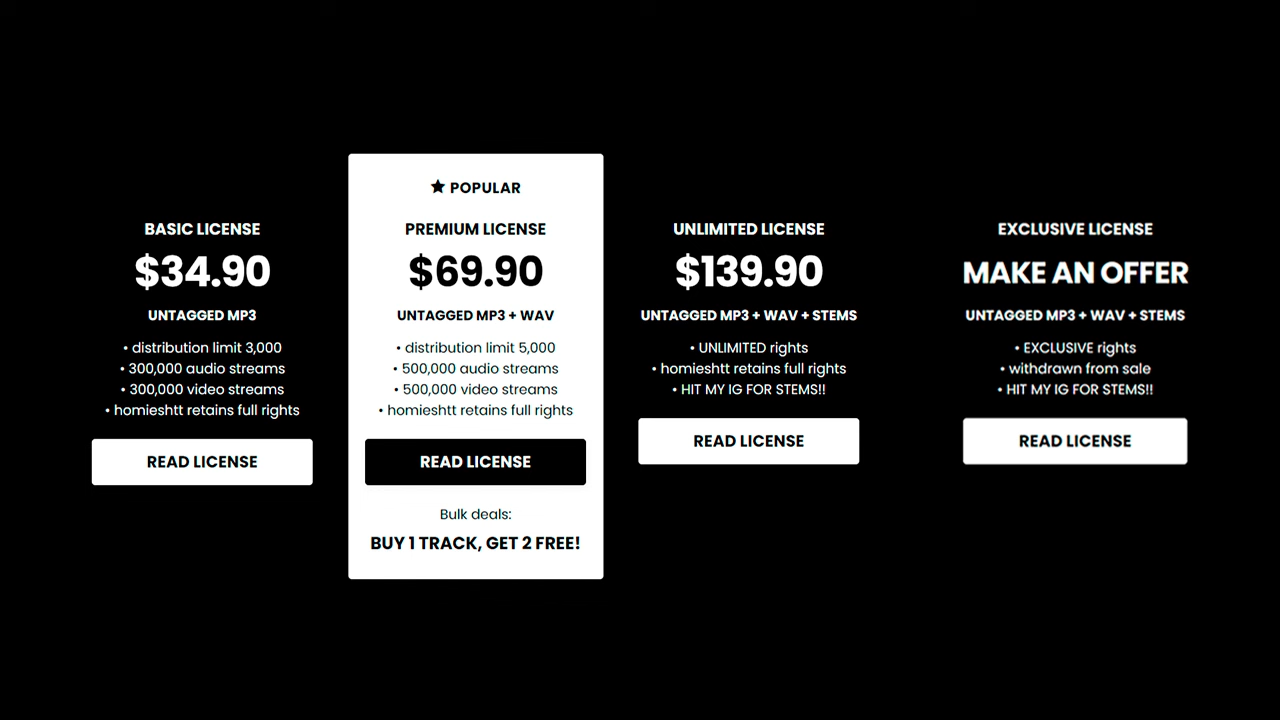 BASIC LICENSE
$34.90
UNTAGGED MP3
• distribution limit 3,000
• 300,000 audio streams
• 300,000 video streams
• homieshtt retains full rights
READ LICENSE
★ POPULAR
PREMIUM LICENSE
$69.90
UNTAGGED MP3 + WAV
• distribution limit 5,000
• 500,000 audio streams
• 500,000 video streams
• homieshtt retains full rights
READ LICENSE
Bulk deals:
BUY 1 TRACK, GET 2 FREE!
UNLIMITED LICENSE
$139.90
UNTAGGED MP3 + WAV + STEMS
• UNLIMITED rights
• homieshtt retains full rights
• HIT MY IG FOR STEMS!!
READ LICENSE
EXCLUSIVE LICENSE
MAKE AN OFFER
UNTAGGED MP3 + WAV + STEMS
• EXCLUSIVE rights
• withdrawn from sale
• HIT MY IG FOR STEMS!!
READ LICENSE